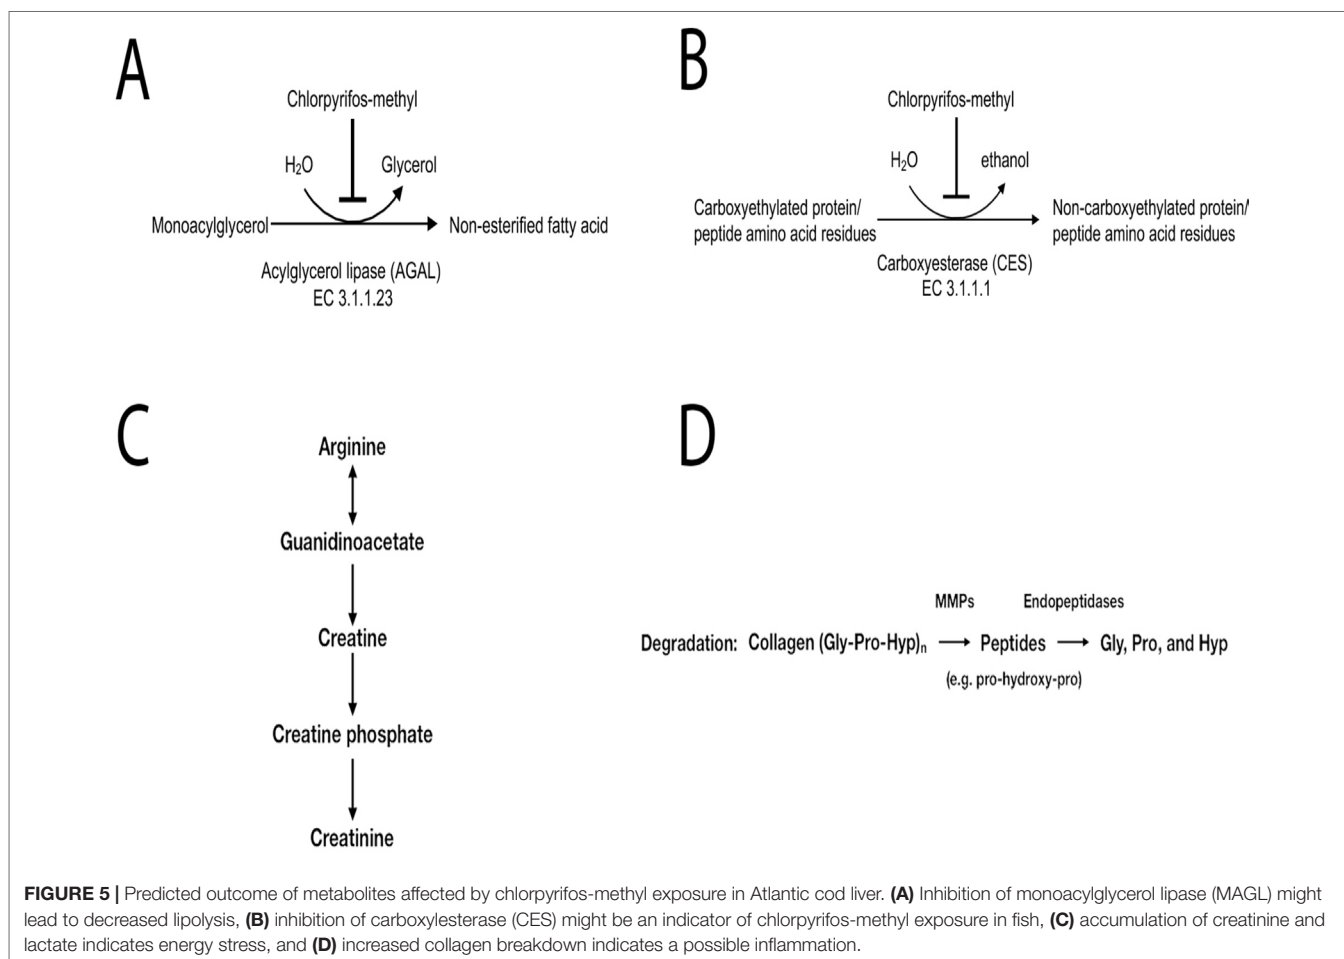 A
Chlorpyrifos-methyl
H₂O
Glycerol
Monoacylglycerol
Non-esterified fatty acid
Acylglycerol lipase (AGAL)
EC 3.1.1.23
B
Chlorpyrifos-methyl
H₂O
ethanol
Carboxyethylated protein/
peptide amino acid residues
Non-carboxyethylated protein/
peptide amino acid residues
Carboxyesterase (CES)
EC 3.1.1.1
C
Arginine
Guanidinoacetate
Creatine
Creatine phosphate
Creatinine
D
MMPs
Endopeptidases
Degradation: Collagen (Gly-Pro-Hyp)ₙ → Peptides → Gly, Pro, and Hyp
(e.g. pro-hydroxy-pro)
FIGURE 5 | Predicted outcome of metabolites affected by chlorpyrifos-methyl exposure in Atlantic cod liver. (A) Inhibition of monoacylglycerol lipase (MAGL) might
lead to decreased lipolysis, (B) inhibition of carboxylesterase (CES) might be an indicator of chlorpyrifos-methyl exposure in fish, (C) accumulation of creatinine and
lactate indicates energy stress, and (D) increased collagen breakdown indicates a possible inflammation.